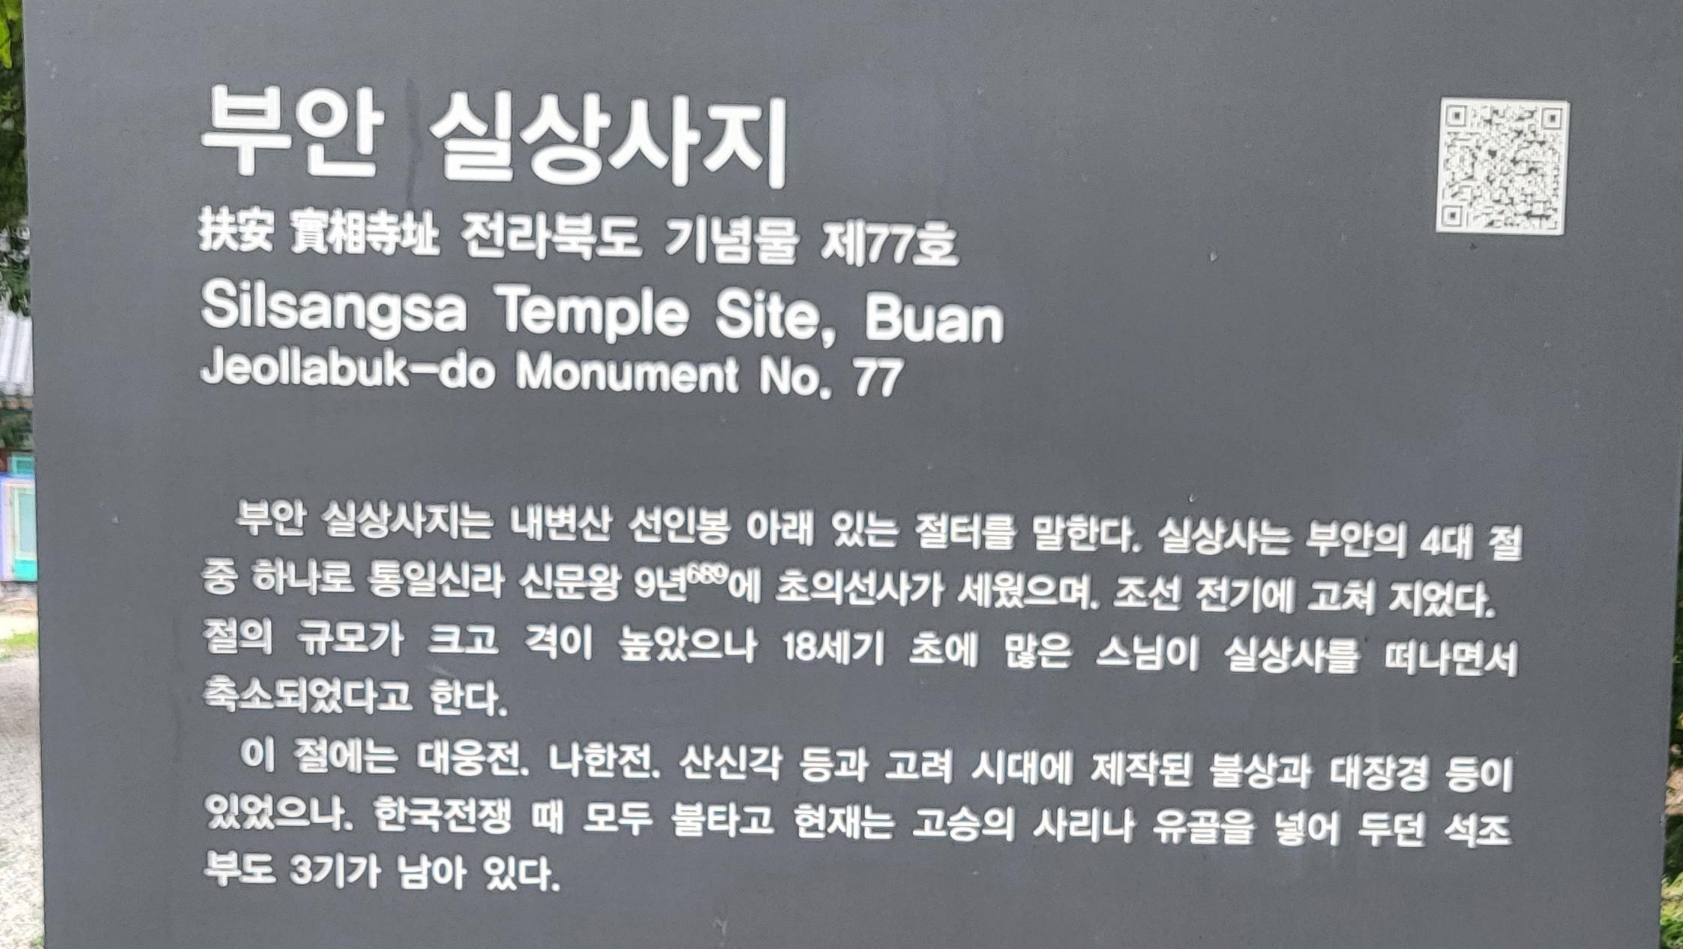 부안 실상사지
扶安 實相寺址 전라북도 기념물 제77호
Silsangsa Temple Site, Buan
Jeollabuk-do Monument No. 77
부안 실상사지는 내변산 선인봉 아래 있는 절터를 말한다. 실상사는 부안의 4대 절
중 하나로 통일신라 신문왕 9년689에 초의선사가 세웠으며, 조선 전기에 고쳐 지었다.
절의 규모가 크고 격이 높았으나 18세기 초에 많은 스님이 실상사를 떠나면서
축소되었다고 한다.
이 절에는 대웅전, 나한전, 산신각 등과 고려 시대에 제작된 불상과 대장경 등이
있었으나, 한국전쟁 때 모두 불타고 현재는 고승의 사리나 유골을 넣어 두던 석조
부도 3기가 남아 있다.